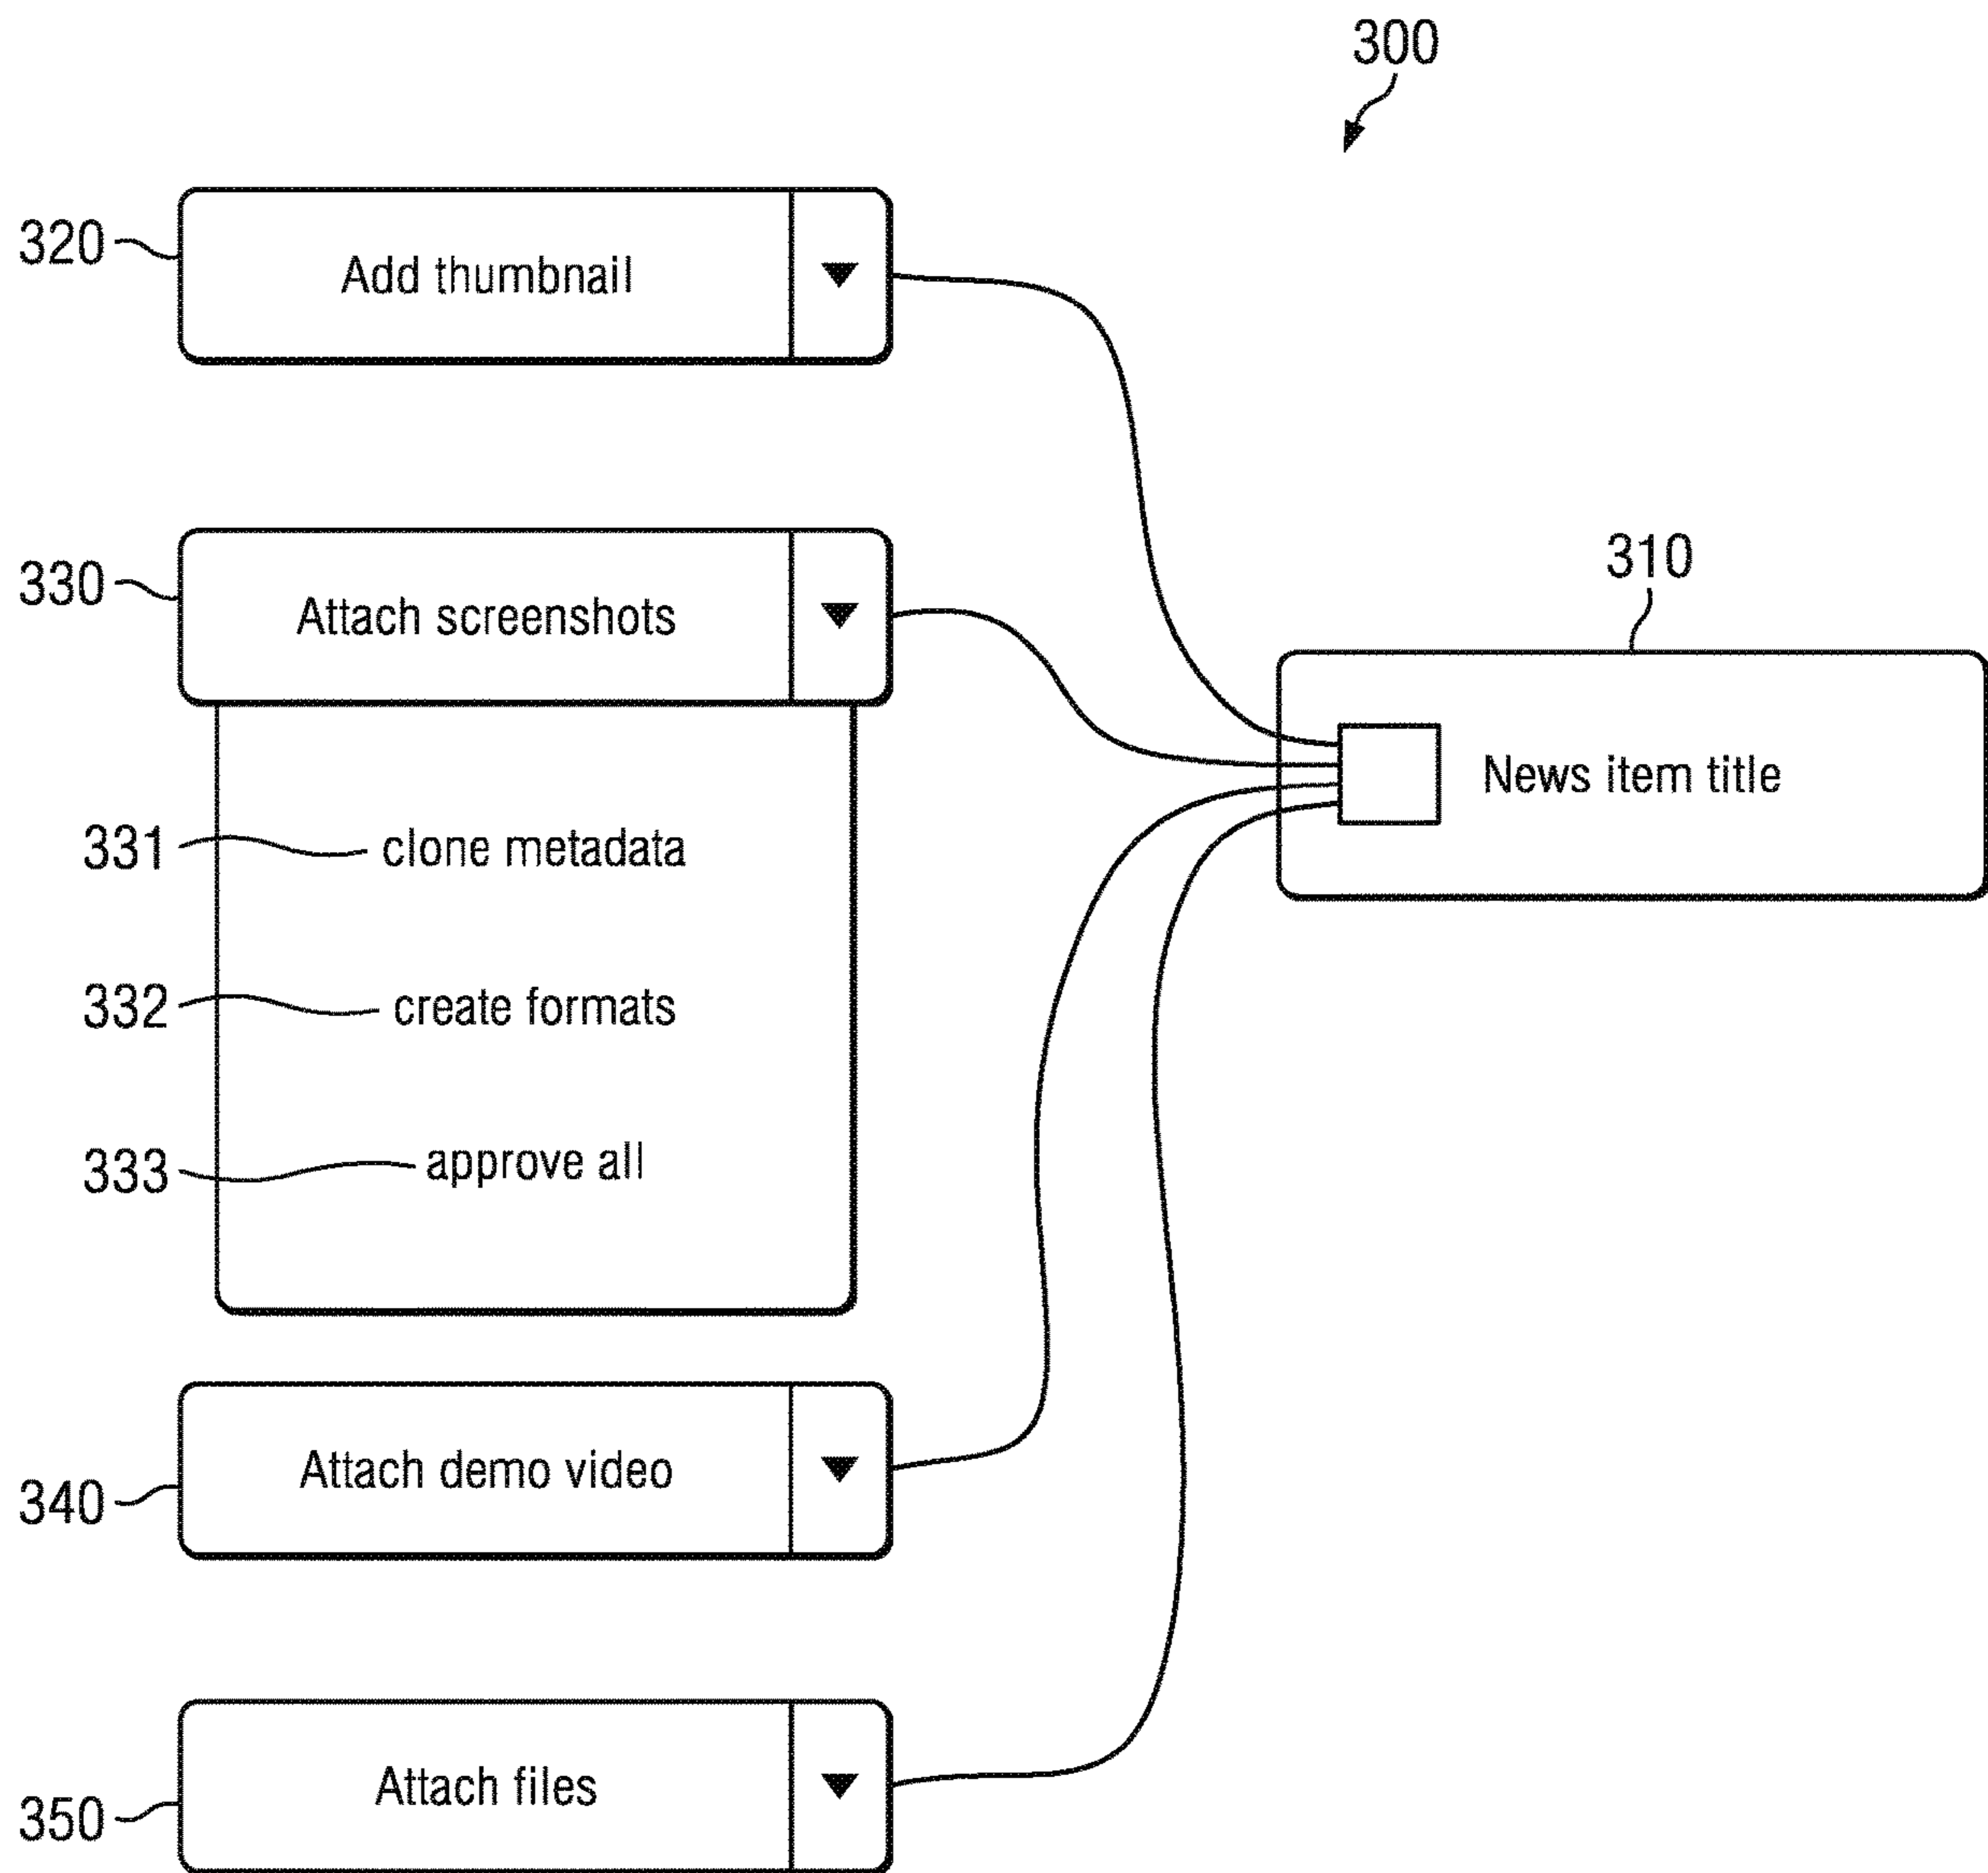 300
320
Add thumbnail
330
Attach screenshots
310
News item title
331
clone metadata
332
create formats
333
approve all
340
Attach demo video
350
Attach files